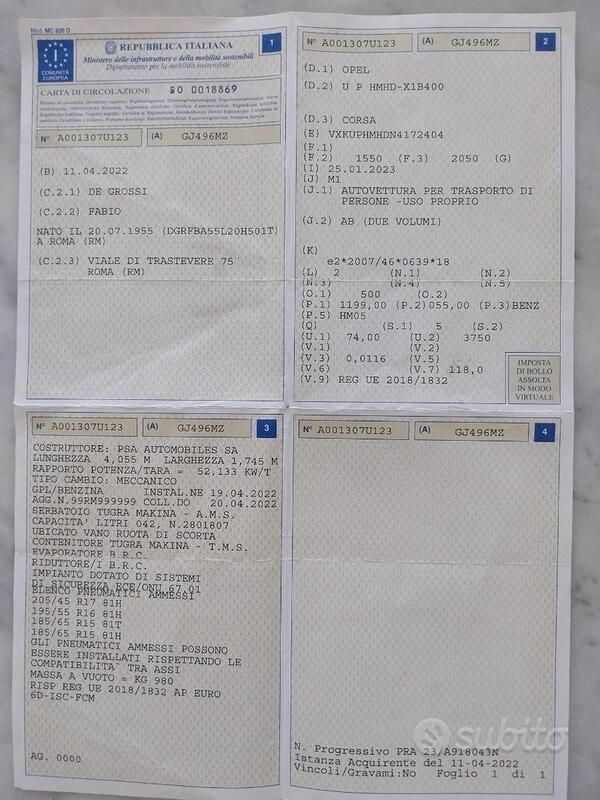 Mod. MC 820 D
REPUBBLICA ITALIANA
1
Ministero delle infrastrutture e della mobilità sostenibili
Dipartimento per la mobilità sostenibile
I
COMUNITÀ
EUROPEA
CARTA DI CIRCOLAZIONE BO 0018869
N° A001307U123 (A) GJ496MZ
(B) 11.04.2022
(C.2.1) DE GROSSI
(C.2.2) FABIO
NATO IL 20.07.1955 (DGRFBA55L20H501T)
A ROMA (RM)
(C.2.3) VIALE DI TRASTEVERE 75
ROMA (RM)
N° A001307U123 (A) GJ496MZ 2
(D.1) OPEL
(D.2) U P HMHD-X1B400
(D.3) CORSA
(E) VXKUPHMHDN4172404
(F.1)
(F.2) 1550 (F.3) 2050 (G)
(I) 25.01.2023
(J) M1
(J.1) AUTOVETTURA PER TRASPORTO DI
PERSONE -USO PROPRIO
(J.2) AB (DUE VOLUMI)
(K)
e2*2007/46*0639*18
(L) 2 (N.1) (N.2)
(N.3) (N.4) (N.5)
(O.1) 500 (O.2)
(P.1) 1199,00 (P.2)055,00 (P.3)BENZ
(P.5) HM05
(Q) (S.1) 5 (S.2)
(U.1) 74,00 (U.2) 3750
(V.1) (V.2)
(V.3) 0,0116 (V.5)
(V.6) (V.7) 118,0
(V.9) REG UE 2018/1832
IMPOSTA
DI BOLLO
ASSOLTA
IN MODO
VIRTUALE
N° A001307U123 (A) GJ496MZ 3
COSTRUTTORE: PSA AUTOMOBILES SA
LUNGHEZZA 4,055 M LARGHEZZA 1,745 M
RAPPORTO POTENZA/TARA = 52,133 KW/T
TIPO CAMBIO: MECCANICO
GPL/BENZINA INSTAL.NE 19.04.2022
AGG.N.99RM999999 COLL.DO 20.04.2022
SERBATOIO TUGRA MAKINA - A.M.S.
CAPACITA' LITRI 042, N.2801807
UBICATO VANO RUOTA DI SCORTA
CONTENITORE TUGRA MAKINA - T.M.S.
EVAPORATORE B.R.C.
RIDUTTORE/I B.R.C.
IMPIANTO DOTATO DI SISTEMI
DI SICUREZZA ECE/ONU 67.01
ELENCO PNEUMATICI AMMESSI
205/45 R17 81H
195/55 R16 81H
185/65 R15 81T
185/65 R15 81H
GLI PNEUMATICI AMMESSI POSSONO
ESSERE INSTALLATI RISPETTANDO LE
COMPATIBILITA' TRA ASSI
MASSA A VUOTO = KG 980
RISP REG UE 2018/1832 AP EURO
6D-ISC-FCM
AG. 0000
N° A001307U123 (A) GJ496MZ 4
subito
N. Progressivo PRA 23/A918043N
Istanza Acquirente del 11-04-2022
Vincoli/Gravami:No Foglio 1 di 1